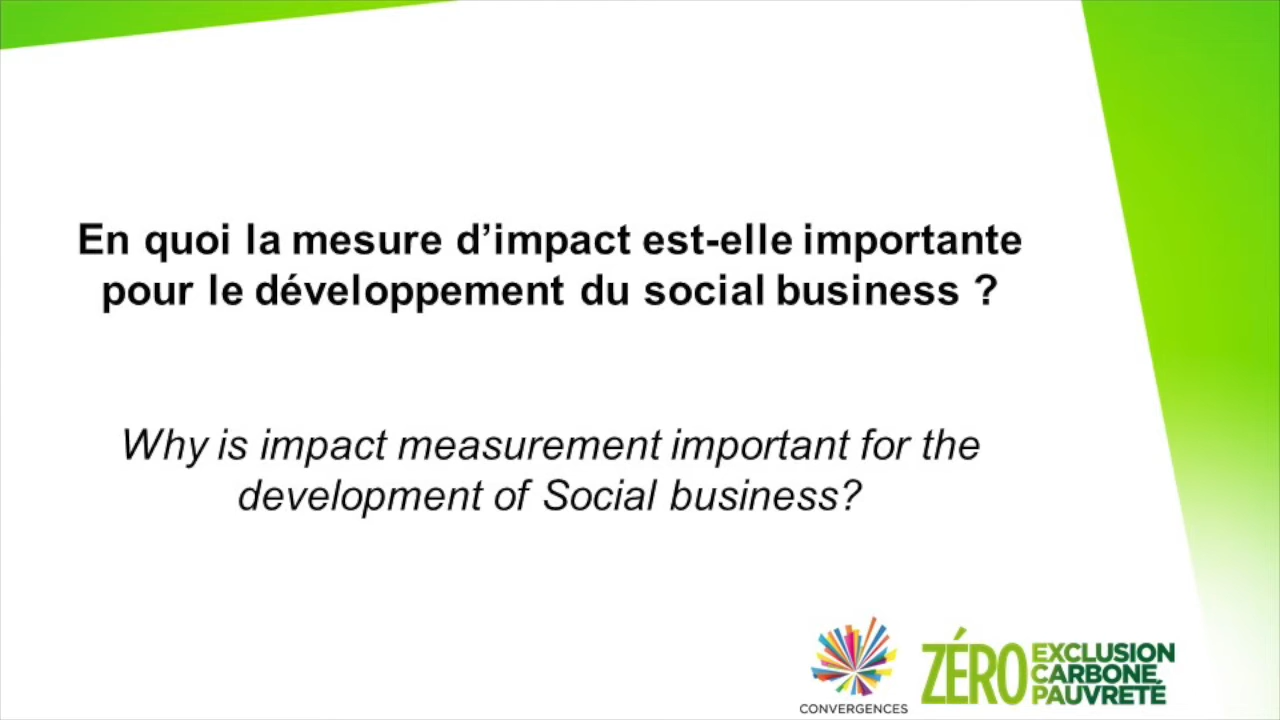 En quoi la mesure d’impact est-elle importante
pour le développement du social business ?
Why is impact measurement important for the
development of Social business?
CONVERGENCES
ZÉRO EXCLUSION
CARBONE
PAUVRETÉ